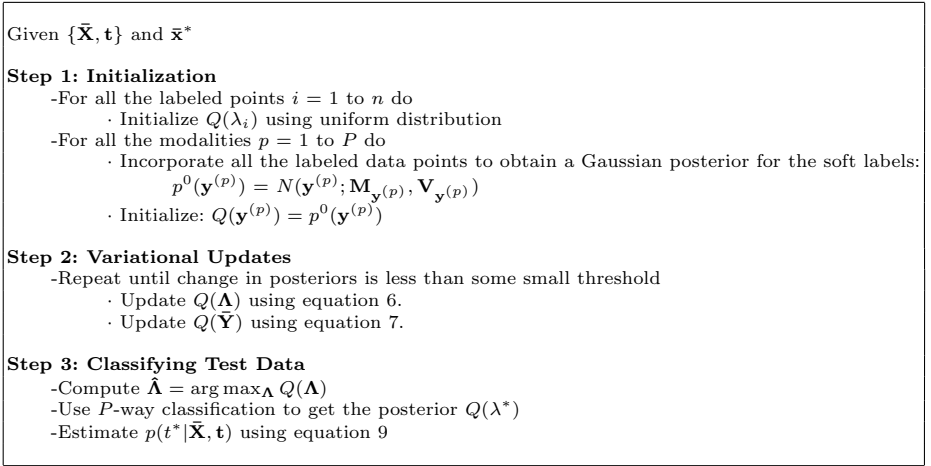 Given {X̄, t} and x̄*
Step 1: Initialization
-For all the labeled points i = 1 to n do
· Initialize Q(λᵢ) using uniform distribution
-For all the modalities p = 1 to P do
· Incorporate all the labeled data points to obtain a Gaussian posterior for the soft labels:
p⁰(y⁽ᵖ⁾) = N(y⁽ᵖ⁾; M_y⁽ᵖ⁾, V_y⁽ᵖ⁾)
· Initialize: Q(y⁽ᵖ⁾) = p⁰(y⁽ᵖ⁾)
Step 2: Variational Updates
-Repeat until change in posteriors is less than some small threshold
· Update Q(Λ) using equation 6.
· Update Q(Ȳ) using equation 7.
Step 3: Classifying Test Data
-Compute Λ̂ = arg max_Λ Q(Λ)
-Use P-way classification to get the posterior Q(λ*)
-Estimate p(t*|X̄, t) using equation 9